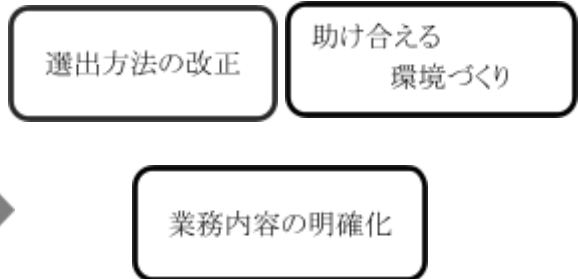 選出方法の改正
助け合える
環境づくり
業務内容の明確化